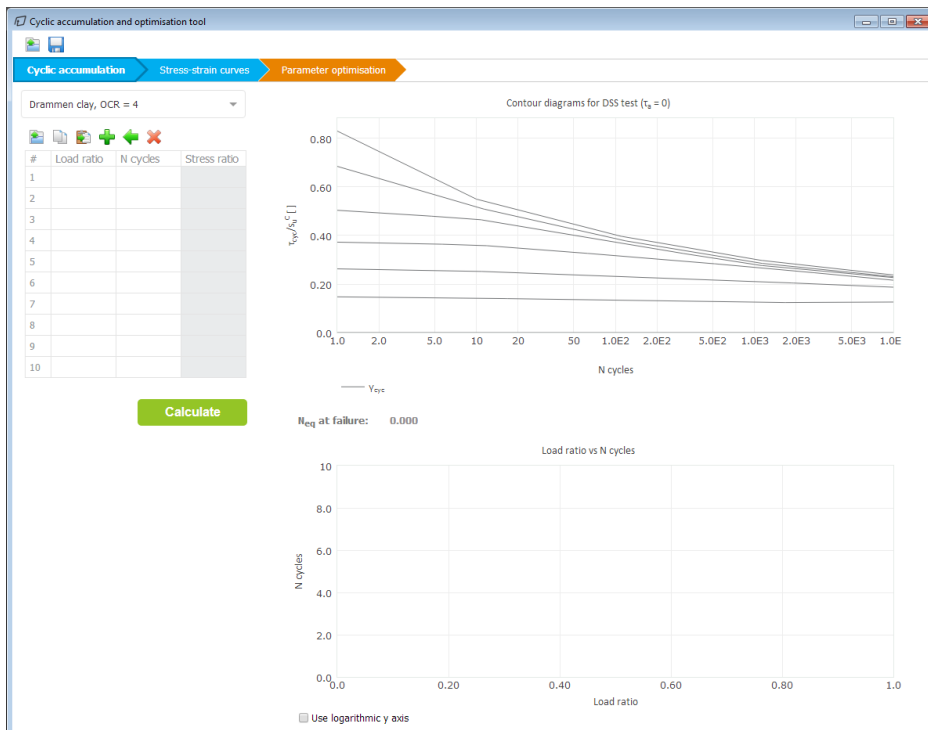 Cyclic accumulation and optimisation tool
Cyclic accumulation Stress-strain curves Parameter optimisation
Drammen clay, OCR = 4
# Load ratio N cycles Stress ratio
1
2
3
4
5
6
7
8
9
10
Calculate
Contour diagrams for DSS test (τₐ = 0)
τcyc/suC [ ]
0.80
0.60
0.40
0.20
0.0
1.0 2.0 5.0 10 20 50 1.0E2 2.0E2 5.0E2 1.0E3 2.0E3 5.0E3 1.0E
N cycles
Υcyc
Neq at failure: 0.000
Load ratio vs N cycles
N cycles
10
8.0
6.0
4.0
2.0
0.0
0.0 0.20 0.40 0.60 0.80 1.0
Load ratio
Use logarithmic y axis